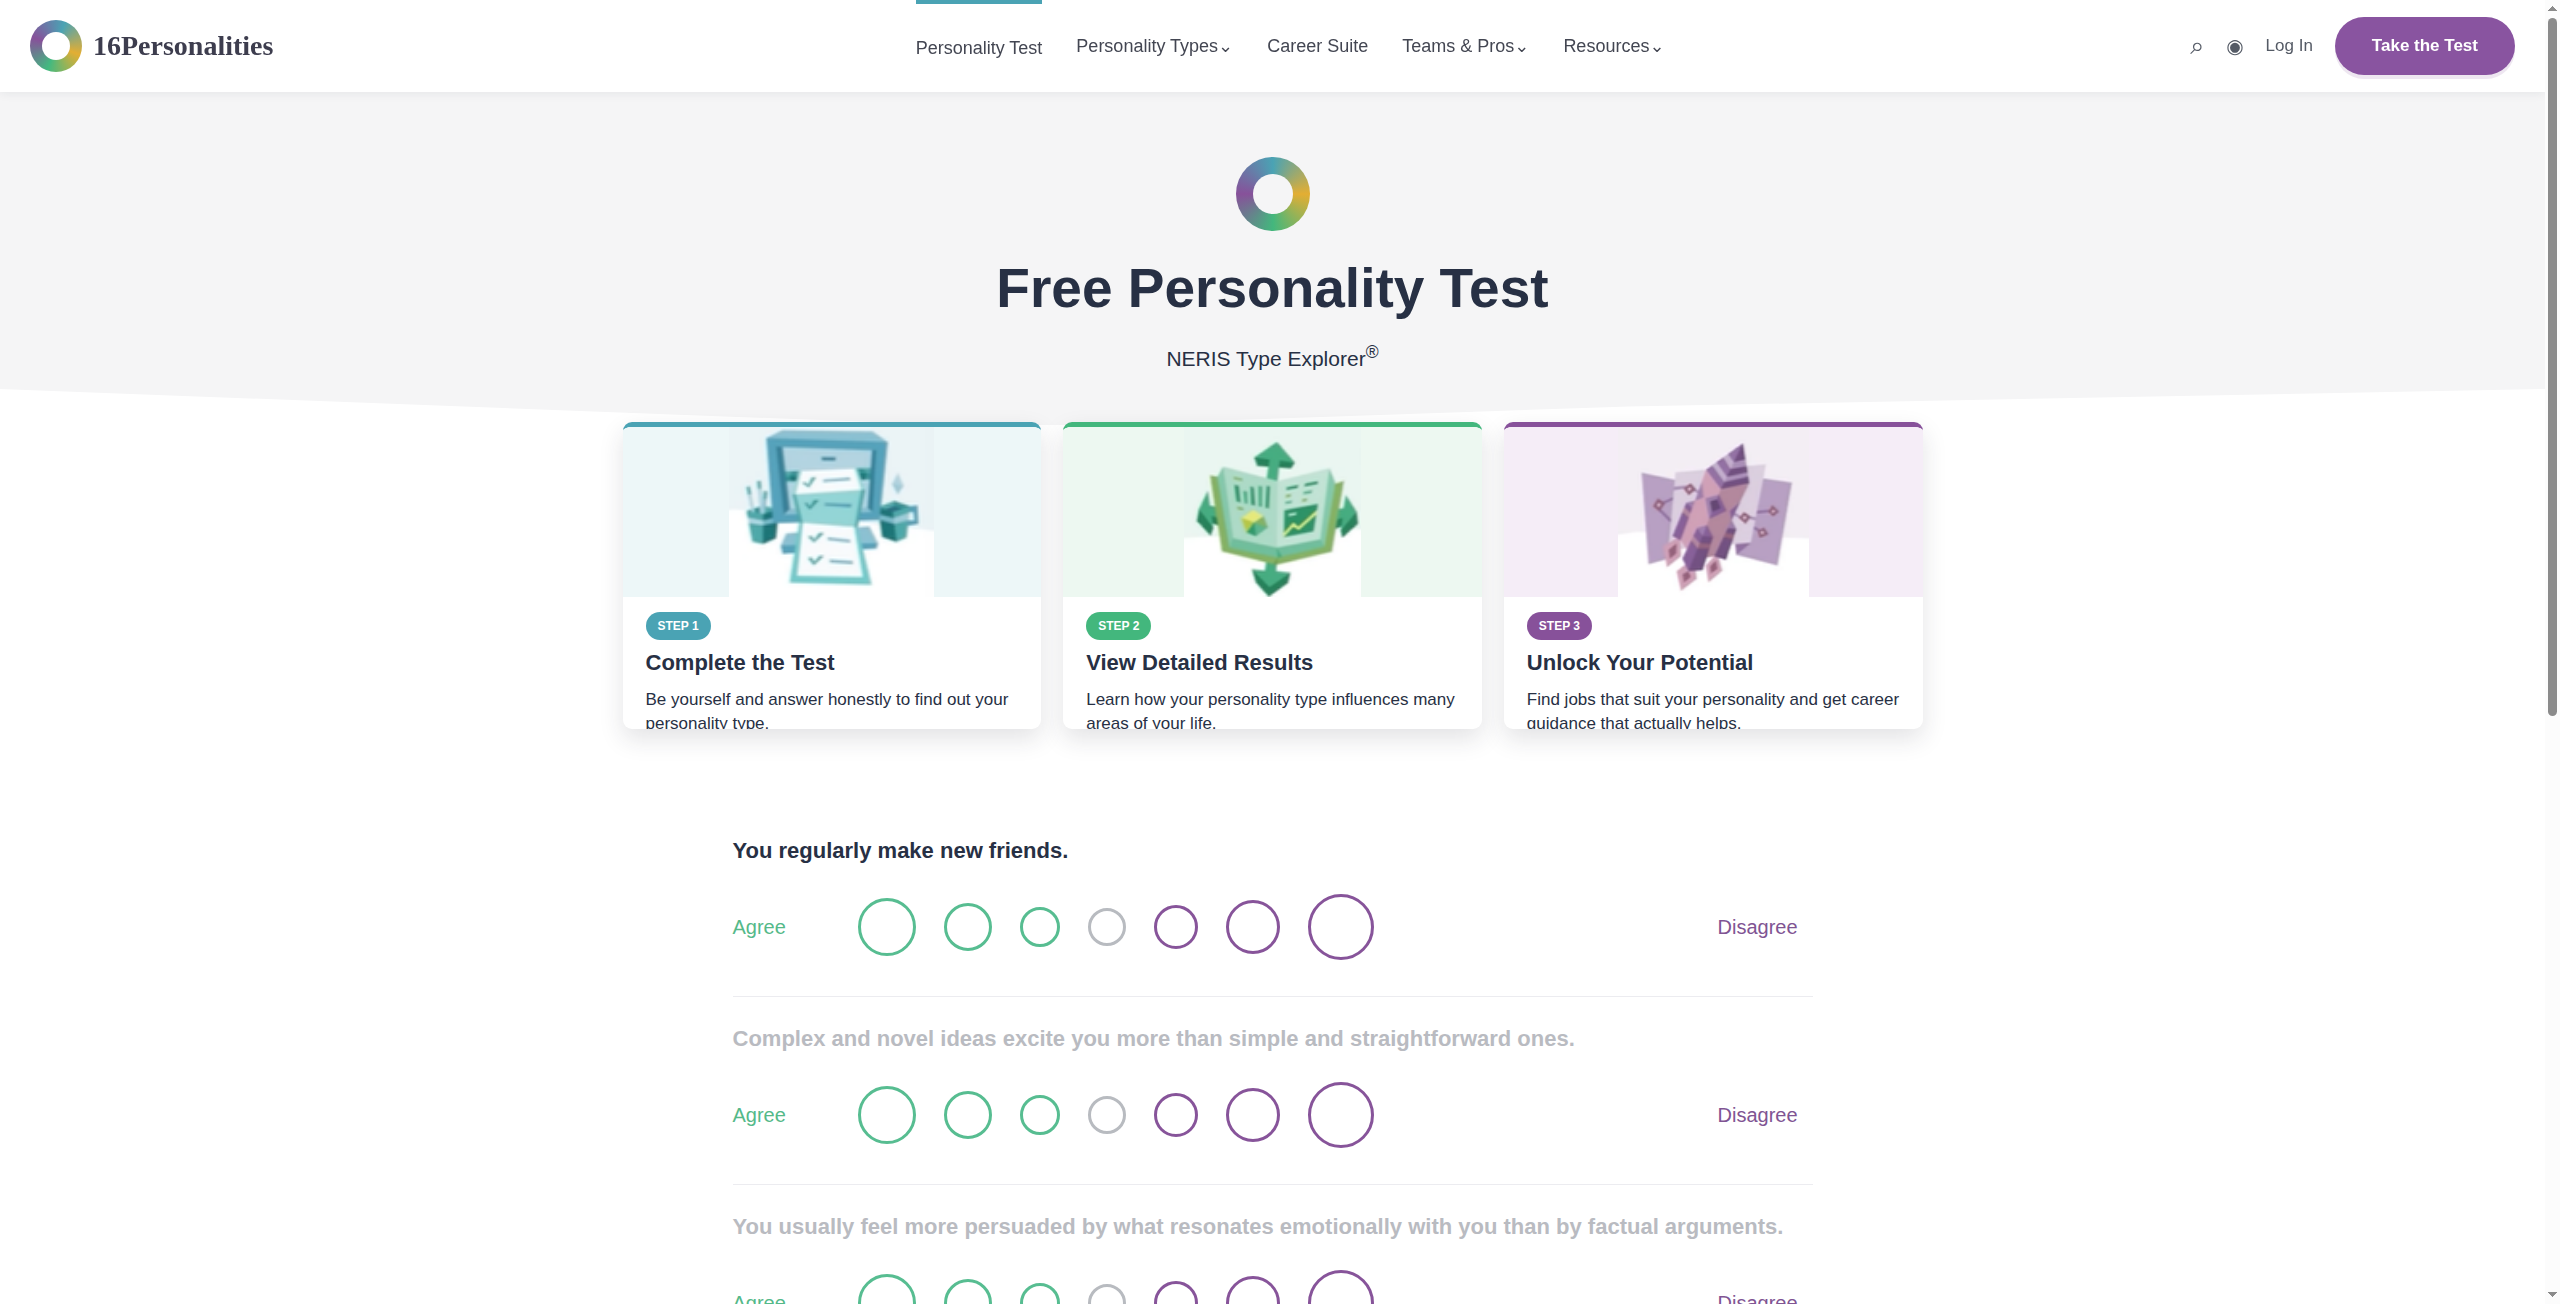 16Personalities
Personality Test Personality Types Career Suite Teams & Pros Resources Log In Take the Test
Free Personality Test
NERIS Type Explorer®
STEP 1
Complete the Test
Be yourself and answer honestly to find out your
personality type.
STEP 2
View Detailed Results
Learn how your personality type influences many
areas of your life.
STEP 3
Unlock Your Potential
Find jobs that suit your personality and get career
guidance that actually helps.
You regularly make new friends.
Agree Disagree
Complex and novel ideas excite you more than simple and straightforward ones.
Agree Disagree
You usually feel more persuaded by what resonates emotionally with you than by factual arguments.
Agree Disagree